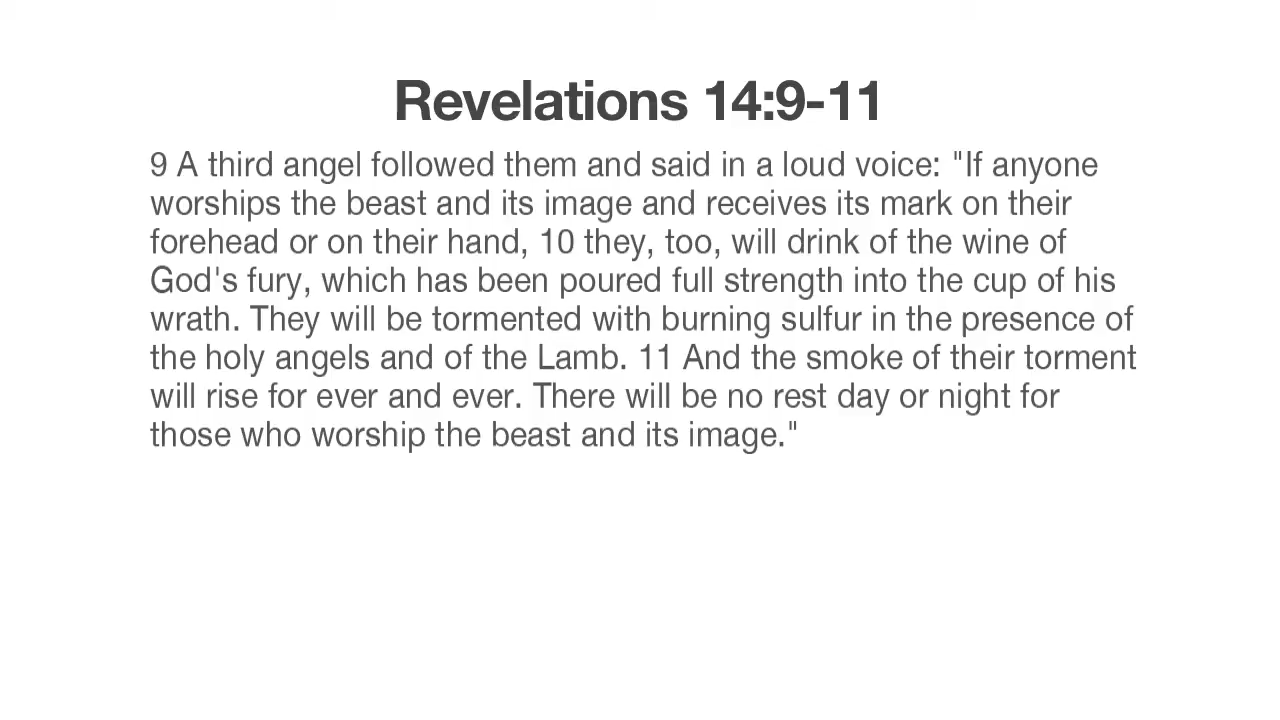 Revelations 14:9-11
9 A third angel followed them and said in a loud voice: "If anyone
worships the beast and its image and receives its mark on their
forehead or on their hand, 10 they, too, will drink of the wine of
God's fury, which has been poured full strength into the cup of his
wrath. They will be tormented with burning sulfur in the presence of
the holy angels and of the Lamb. 11 And the smoke of their torment
will rise for ever and ever. There will be no rest day or night for
those who worship the beast and its image."